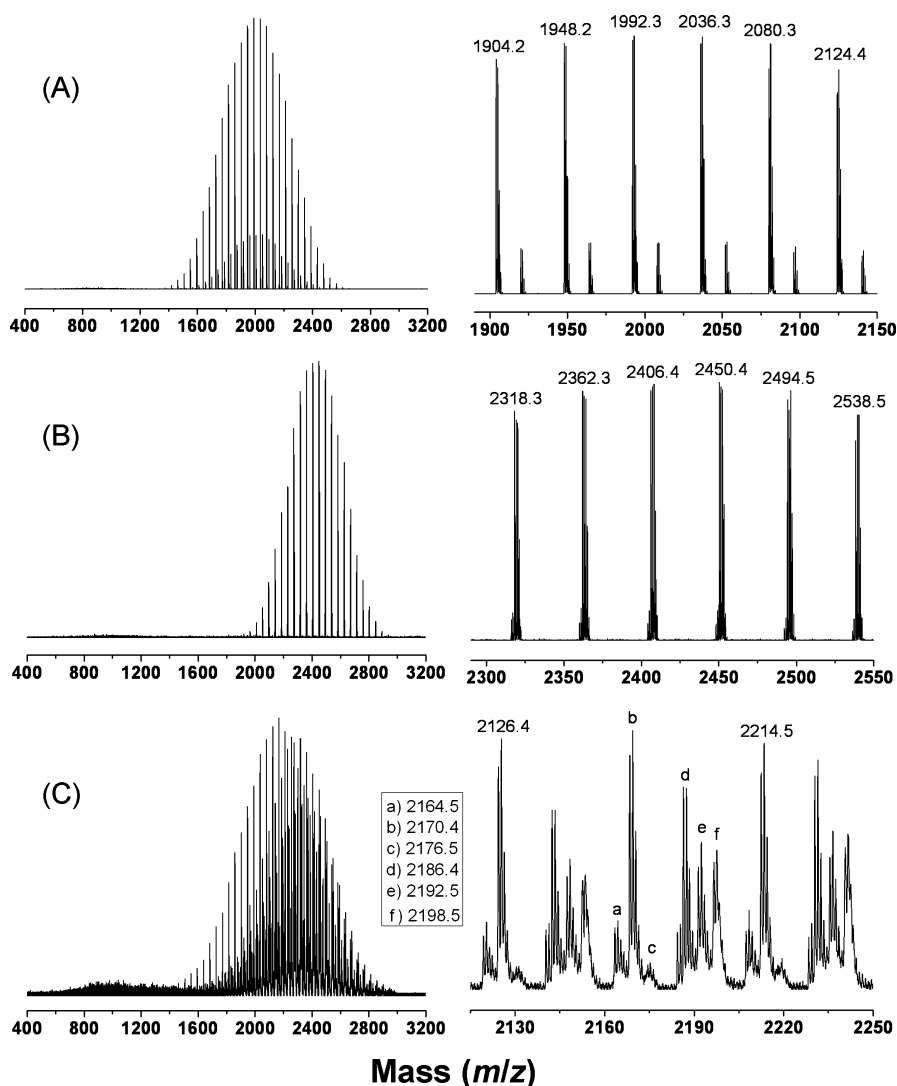 (A)
400 800 1200 1600 2000 2400 2800 3200
1904.2 1948.2 1992.3 2036.3 2080.3 2124.4
1900 1950 2000 2050 2100 2150
(B)
400 800 1200 1600 2000 2400 2800 3200
2318.3 2362.3 2406.4 2450.4 2494.5 2538.5
2300 2350 2400 2450 2500 2550
(C)
400 800 1200 1600 2000 2400 2800 3200
a) 2164.5
b) 2170.4
c) 2176.5
d) 2186.4
e) 2192.5
f) 2198.5
2126.4 b 2214.5
d
e f
a
c
2130 2160 2190 2220 2250
Mass (m/z)